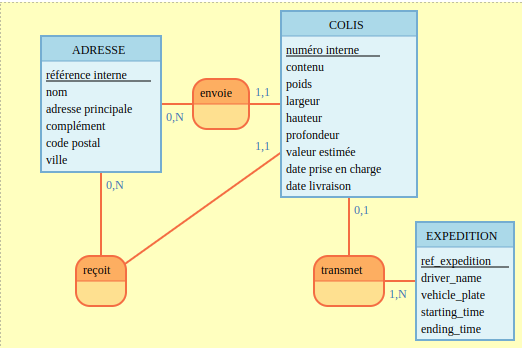 ADRESSE
référence interne
nom
adresse principale
complément
code postal
ville
envoie
0,N
1,1
COLIS
numéro interne
contenu
poids
largeur
hauteur
profondeur
valeur estimée
date prise en charge
date livraison
1,1
0,N
reçoit
0,1
transmet
1,N
EXPEDITION
ref_expedition
driver_name
vehicle_plate
starting_time
ending_time